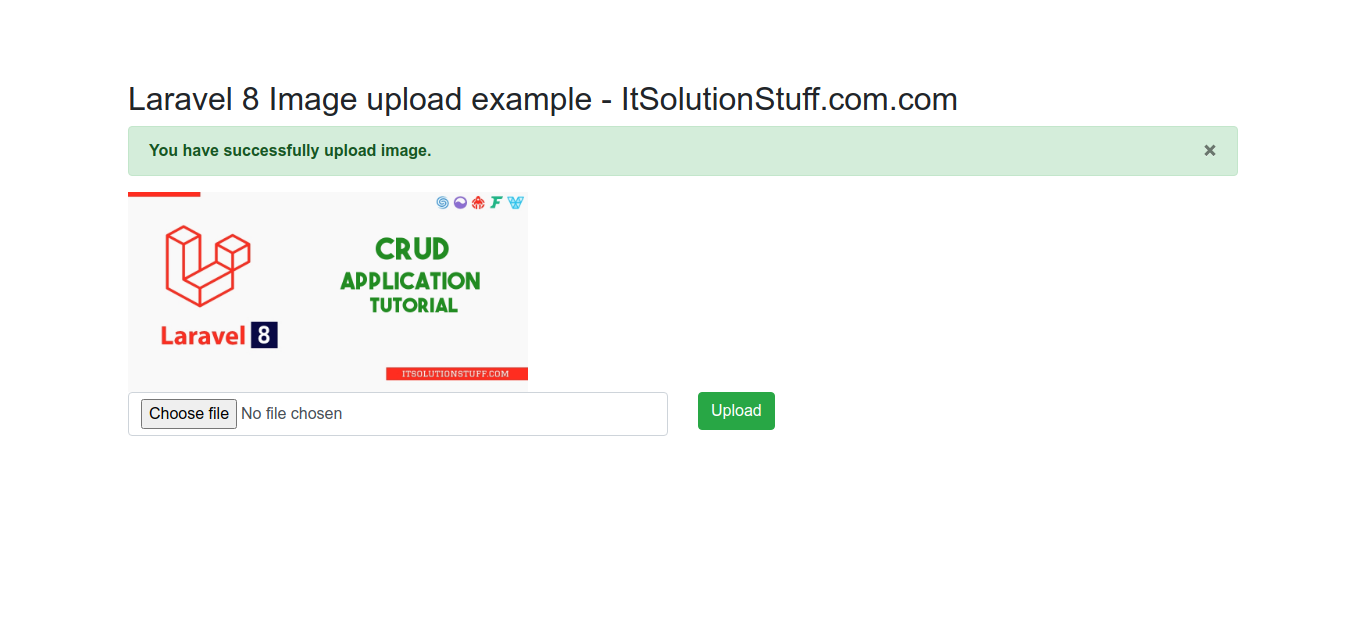 Laravel 8 Image upload example - ItSolutionStuff.com.com
You have successfully upload image.
×
CRUD
APPLICATION
TUTORIAL
Laravel 8
ITSOLUTIONSTUFF.COM
Choose file No file chosen
Upload